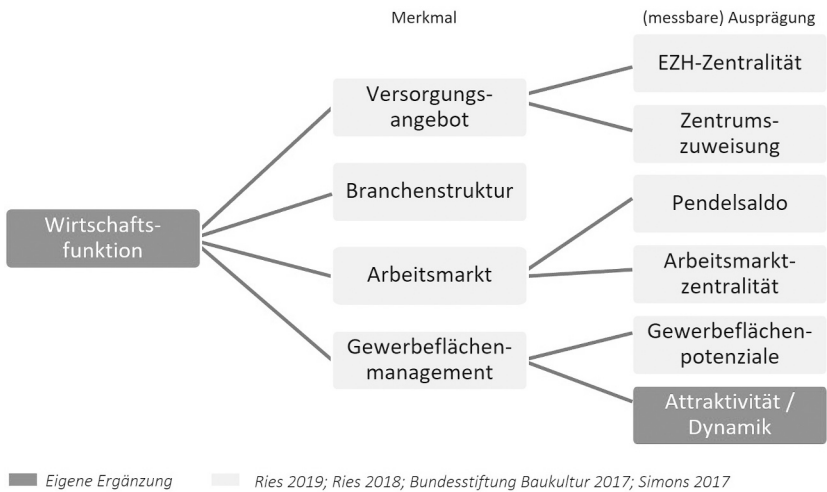 Merkmal
(messbare) Ausprägung
Wirtschafts-
funktion
Versorgungs-
angebot
Branchenstruktur
Arbeitsmarkt
Gewerbeflächen-
management
EZH-Zentralität
Zentrums-
zuweisung
Pendelsaldo
Arbeitsmarkt-
zentralität
Gewerbeflächen-
potenziale
Attraktivität /
Dynamik
Eigene Ergänzung
Ries 2019; Ries 2018; Bundesstiftung Baukultur 2017; Simons 2017